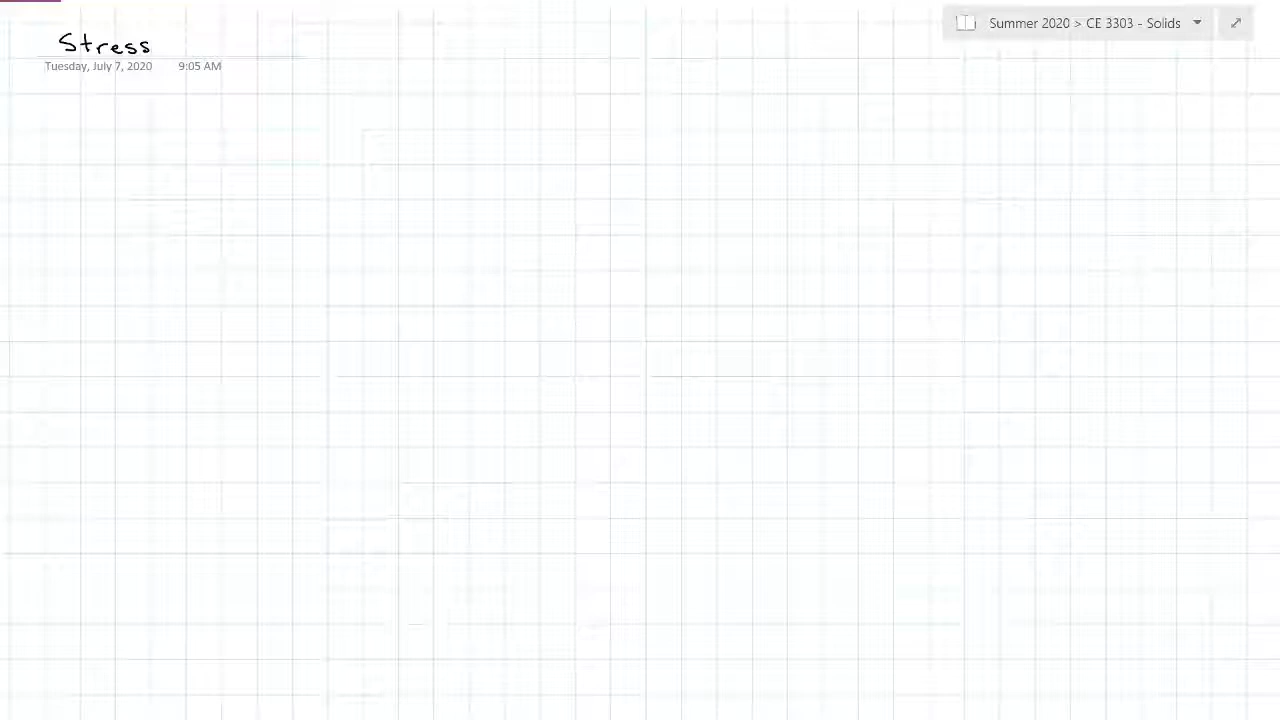 Stress
Tuesday, July 7, 2020 9:05 AM
Summer 2020 > CE 3303 - Solids